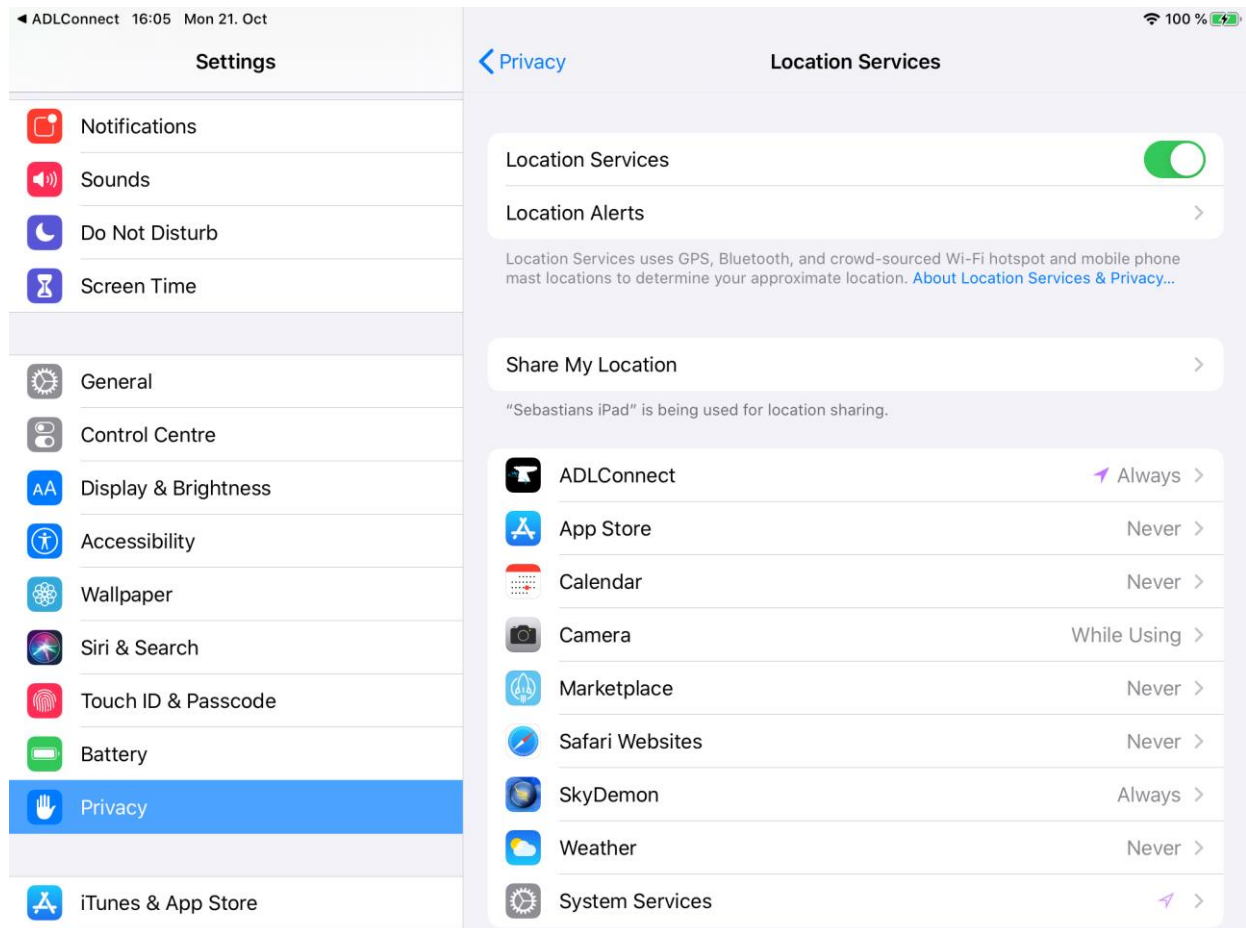 ADLConnect 16:05 Mon 21. Oct
100 %
Settings
Notifications
Sounds
Do Not Disturb
Screen Time
General
Control Centre
AA Display & Brightness
Accessibility
Wallpaper
Siri & Search
Touch ID & Passcode
Battery
Privacy
iTunes & App Store
Privacy
Location Services
Location Services
Location Alerts
Location Services uses GPS, Bluetooth, and crowd-sourced Wi-Fi hotspot and mobile phone
mast locations to determine your approximate location. About Location Services & Privacy...
Share My Location
“Sebastians iPad” is being used for location sharing.
ADLConnect Always
App Store Never
Calendar Never
Camera While Using
Marketplace Never
Safari Websites Never
SkyDemon Always
Weather Never
System Services